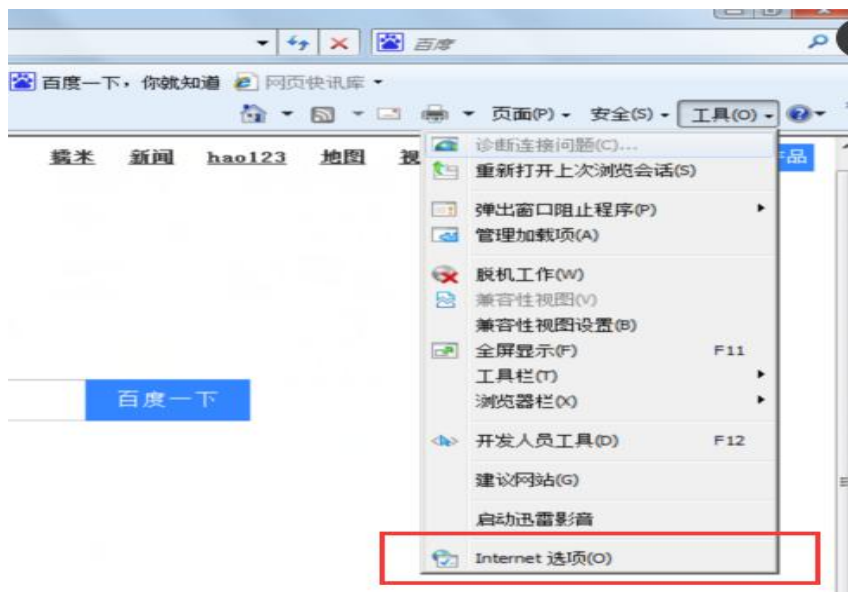 百度
百度一下，你就知道 网页快讯库
页面(P) 安全(S) 工具(O)
糯米 新闻 hao123 地图 视
品
诊断连接问题(C)...
重新打开上次浏览会话(S)
弹出窗口阻止程序(P)
管理加载项(A)
脱机工作(W)
兼容性视图(V)
兼容性视图设置(B)
全屏显示(F) F11
工具栏(T)
浏览器栏(X)
百度一下
开发人员工具(D) F12
建议网站(G)
启动迅雷影音
Internet 选项(O)